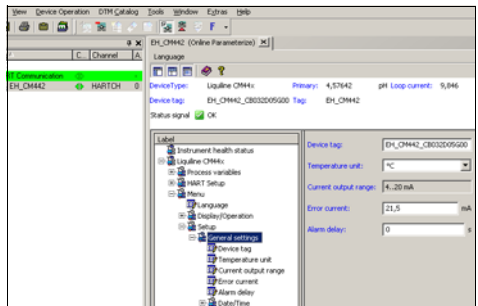 View Device Operation DTM Catalog Tools Window Extras Help
EH_CM442 (Online Parameterize)
C... Channel A
Language
RT Communication
EH_CM442 HARTCH 0
DeviceType: Liquiline CM44x Primary: 4,57642 pH Loop current: 9,846
Device tag: EH_CM442_CB032D05G00 Tag: EH_CM442
Status signal OK
Label
Instrument health status
Liquiline CM44x
Process variables
HART Setup
Menu
Language
Display/Operation
Setup
General settings
Device tag
Temperature unit
Current output range
Error current
Alarm delay
Date/Time
Device tag: EH_CM442_CB032D05G00
Temperature unit: °C
Current output range: 4..20 mA
Error current: 21,5 mA
Alarm delay: 0 s